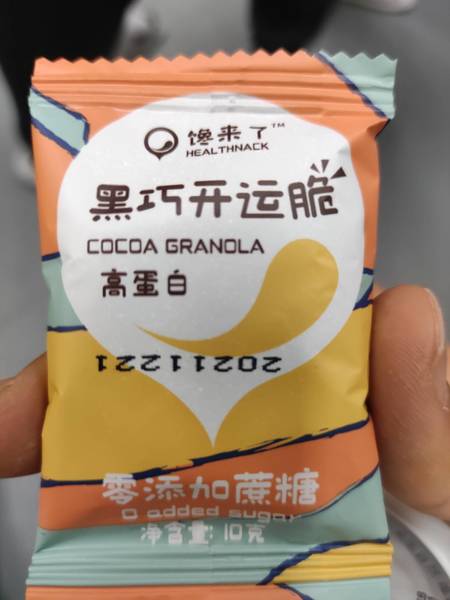 馋来了™
HEALTHNACK
黑巧开运脆
COCOA GRANOLA
高蛋白
20211221
零添加蔗糖
0 added sugar
净含量: 10克